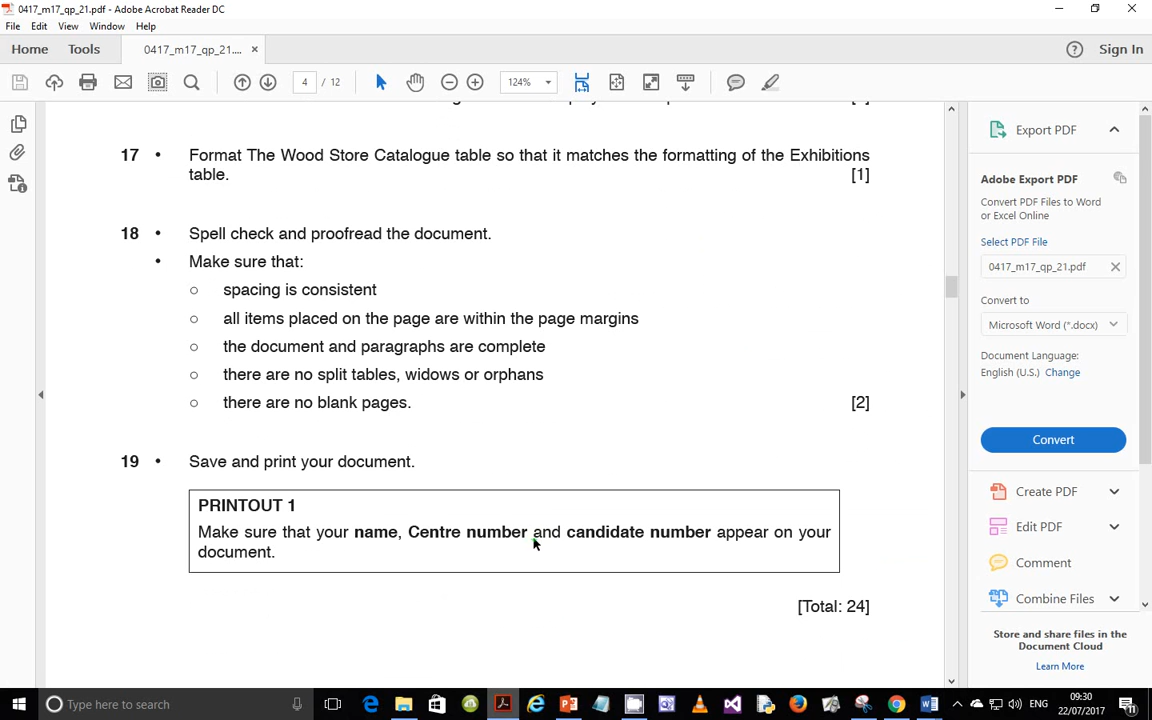 0417_m17_qp_21.pdf - Adobe Acrobat Reader DC
File Edit View Window Help
Home Tools 0417_m17_qp_21.... × ? Sign In
4 / 12 124%
17 • Format The Wood Store Catalogue table so that it matches the formatting of the Exhibitions
table. [1]
18 • Spell check and proofread the document.
• Make sure that:
○ spacing is consistent
○ all items placed on the page are within the page margins
○ the document and paragraphs are complete
○ there are no split tables, widows or orphans
○ there are no blank pages. [2]
19 • Save and print your document.
PRINTOUT 1
Make sure that your name, Centre number and candidate number appear on your
document.
[Total: 24]
Export PDF
Adobe Export PDF
Convert PDF Files to Word
or Excel Online
Select PDF File
0417_m17_qp_21.pdf
Convert to
Microsoft Word (*.docx)
Document Language:
English (U.S.) Change
Convert
Create PDF
Edit PDF
Comment
Combine Files
Store and share files in the
Document Cloud
Learn More
Type here to search
ENG
09:30
22/07/2017
11